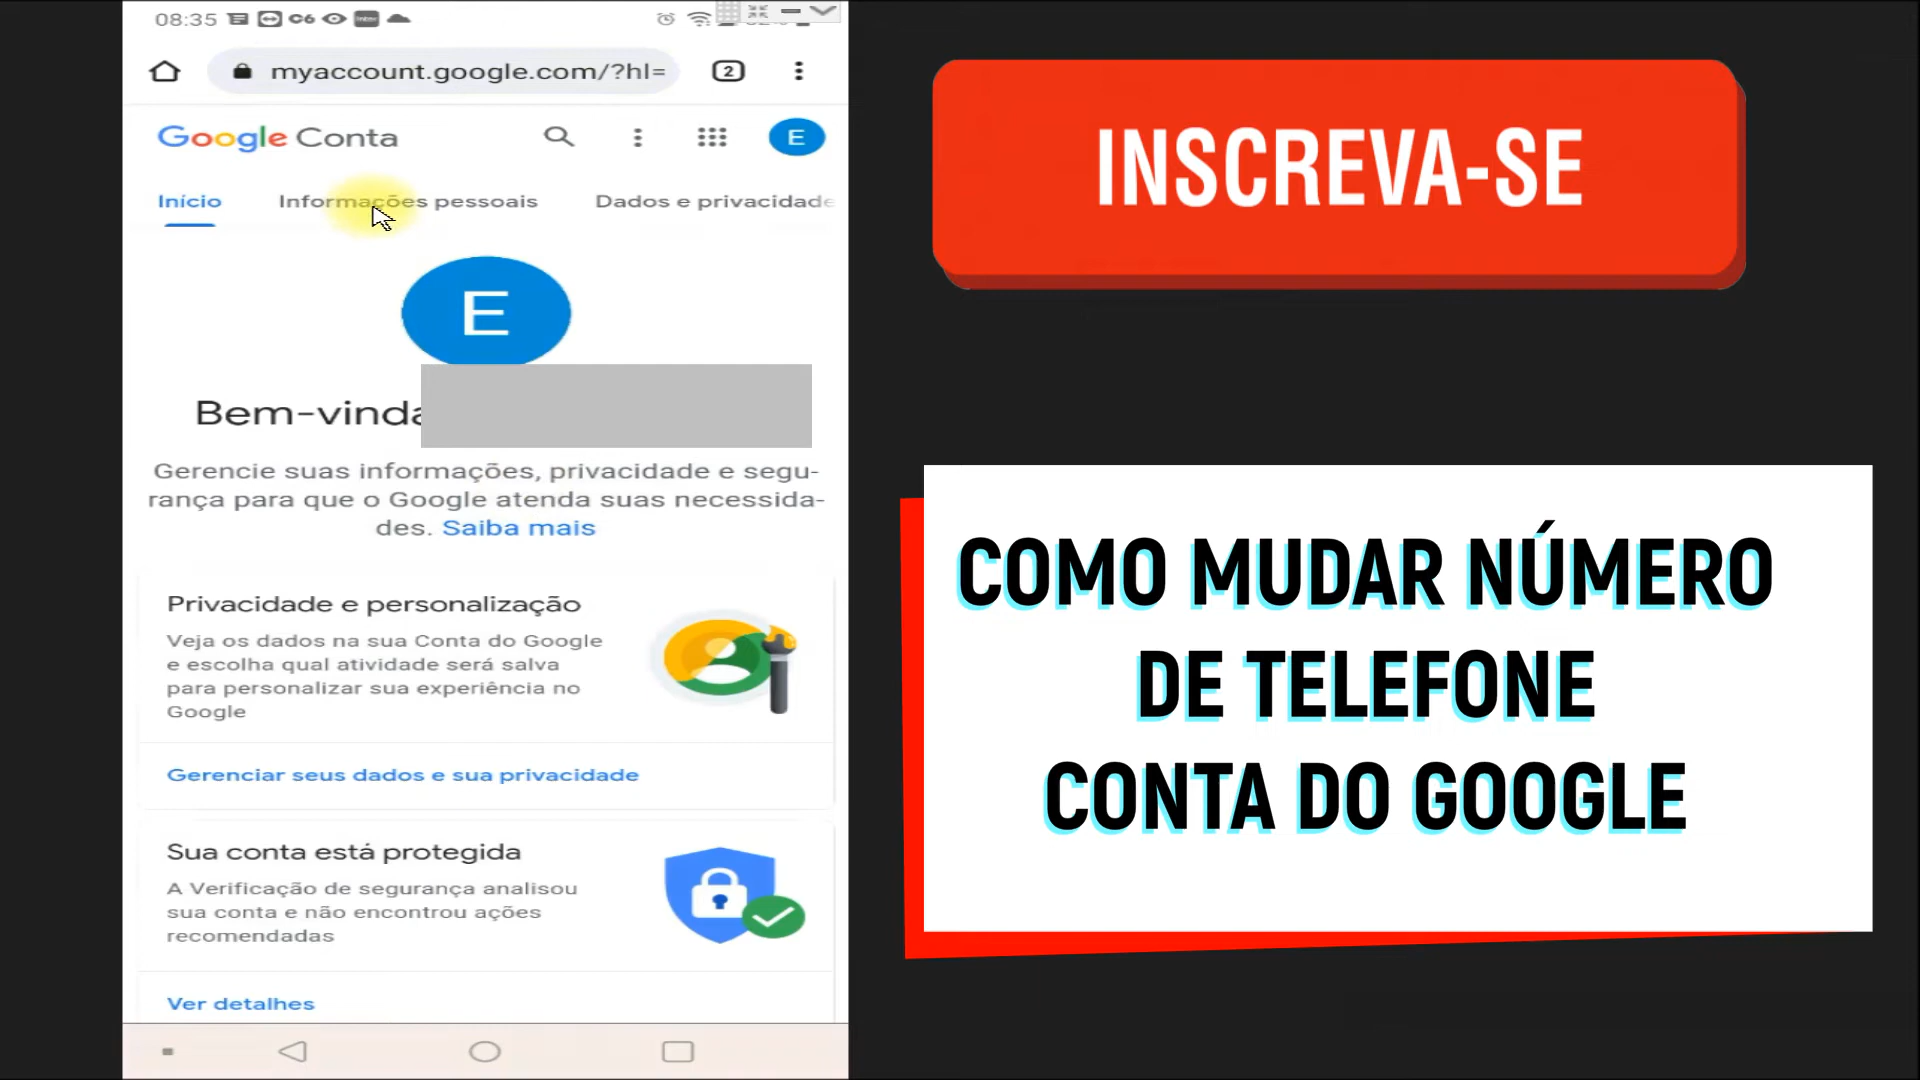 08:35
C6
inter
myaccount.google.com/?hl=
2
Google Conta
E
Início
Informações pessoais
Dados e privacidade
E
Bem-vinda
Gerencie suas informações, privacidade e segu-
rança para que o Google atenda suas necessida-
des. Saiba mais
Privacidade e personalização
Veja os dados na sua Conta do Google
e escolha qual atividade será salva
para personalizar sua experiência no
Google
Gerenciar seus dados e sua privacidade
Sua conta está protegida
A Verificação de segurança analisou
sua conta e não encontrou ações
recomendadas
Ver detalhes
INSCREVA-SE
COMO MUDAR NÚMERO
DE TELEFONE
CONTA DO GOOGLE